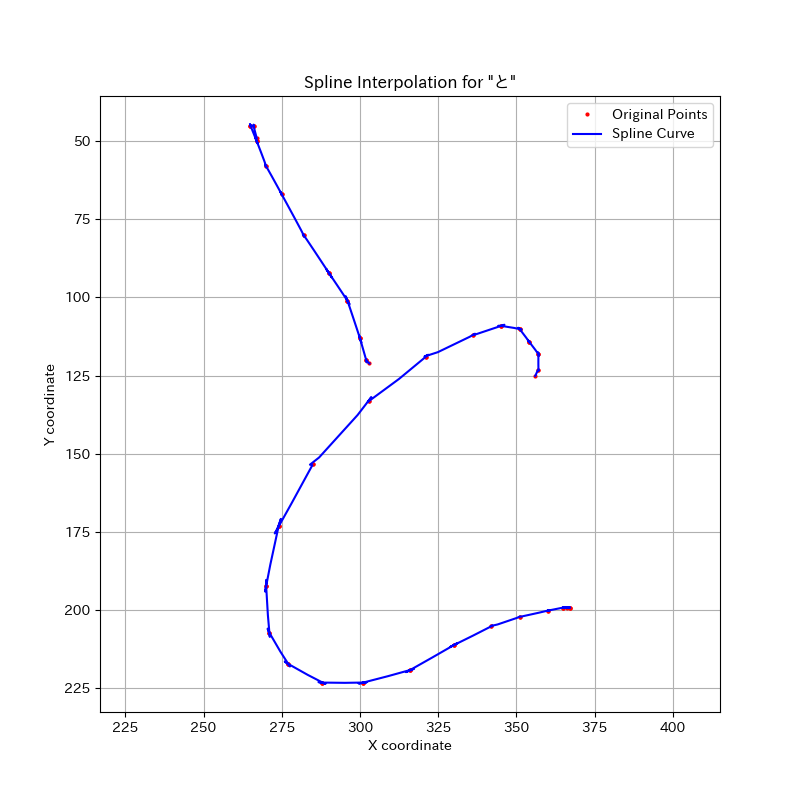 Spline Interpolation for "と"
Original Points
Spline Curve
Y coordinate
50
75
100
125
150
175
200
225
225 250 275 300 325 350 375 400
X coordinate